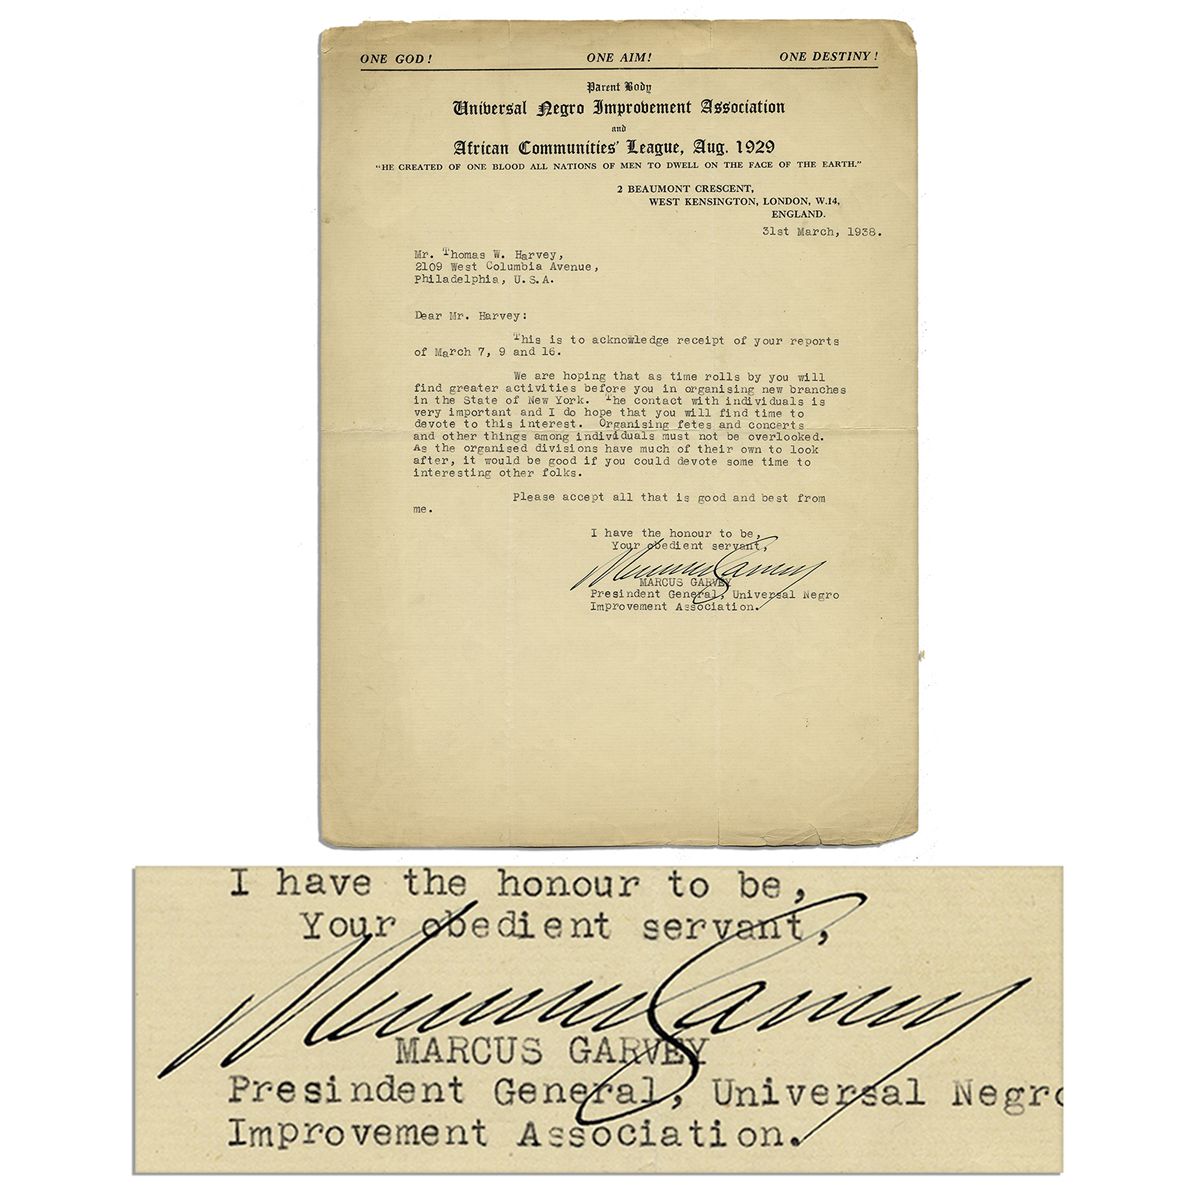 ONE GOD! ONE AIM! ONE DESTINY!
Parent Body
Universal Negro Improvement Association
and
African Communities' League, Aug. 1929
"HE CREATED OF ONE BLOOD ALL NATIONS OF MEN TO DWELL ON THE FACE OF THE EARTH."
2 BEAUMONT CRESCENT,
WEST KENSINGTON, LONDON, W.14,
ENGLAND.
31st March, 1938.
Mr. Thomas W. Harvey,
2109 West Columbia Avenue,
Philadelphia, U.S.A.
Dear Mr. Harvey:
This is to acknowledge receipt of your reports
of March 7, 9 and 16.
We are hoping that as time rolls by you will
find greater activities before you in organising new branches
in the State of New York. The contact with individuals is
very important and I do hope that you will find time to
devote to this interest. Organising fetes and concerts
and other things among individuals must not be overlooked.
As the organised divisions have much of their own to look
after, it would be good if you could devote some time to
interesting other folks.
Please accept all that is good and best from
me.
I have the honour to be,
Your obedient servant,
Marcus Garvey
MARCUS GARVEY
Presindent General, Universal Negro
Improvement Association.
I have the honour to be,
Your obedient servant,
Marcus Garvey
MARCUS GARVEY
Presindent General, Universal Negro
Improvement Association.